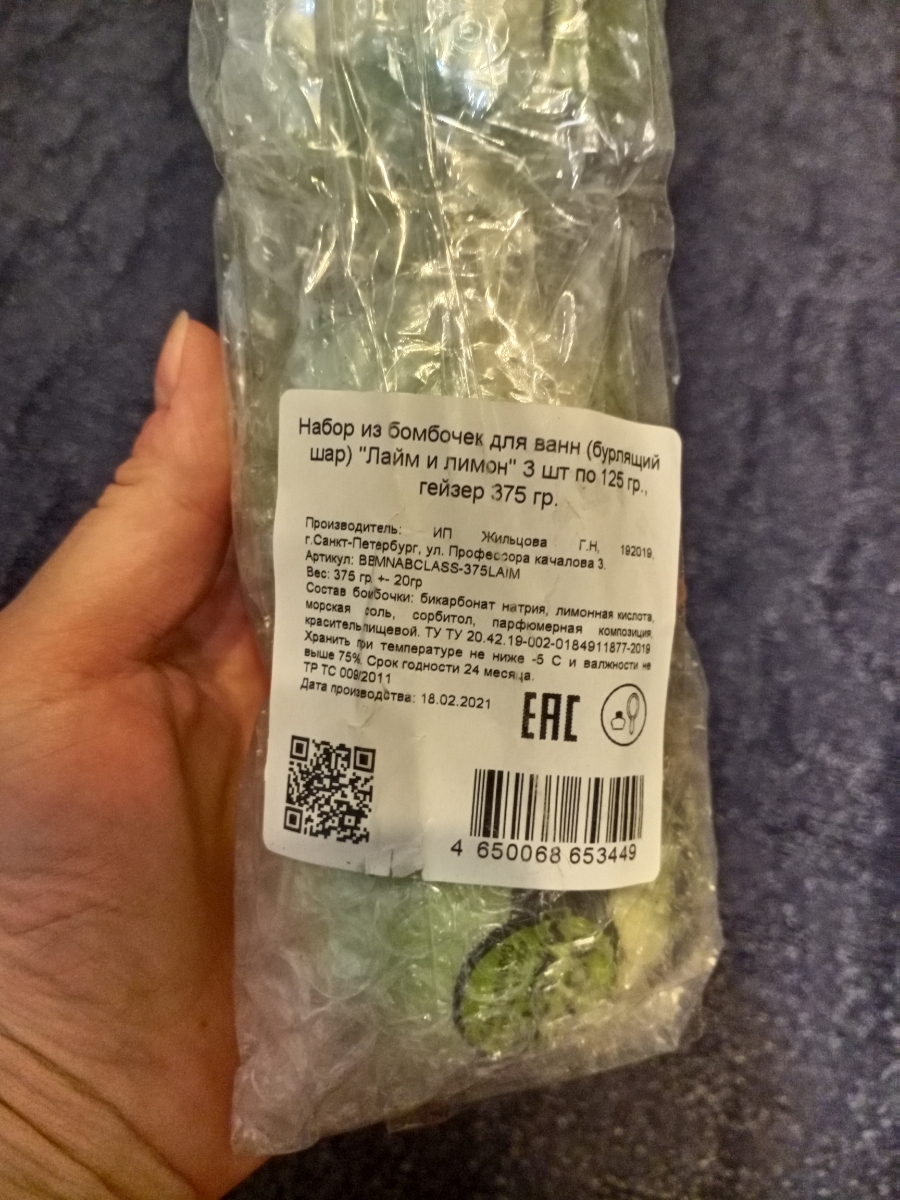 Набор из бомбочек для ванн (бурлящий
шар) "Лайм и лимон" 3 шт по 125 гр.,
гейзер 375 гр.
Производитель: ИП Жильцова Г.Н, 192019,
г.Санкт-Петербург, ул. Профессора качалова 3.
Артикул: BBMNABCLASS-375LAIM
Вес: 375 гр +- 20гр
Состав бомбочки: бикарбонат натрия, лимонная кислота,
морская соль, сорбитол, парфюмерная композиция,
краситель пищевой. ТУ ТУ 20.42.19-002-0184911877-2019
Хранить при температуре не ниже -5 С и валжности не
выше 75%. Срок годности 24 месяца.
ТР ТС 009/2011
Дата производства: 18.02.2021
EAC
4 650068 653449